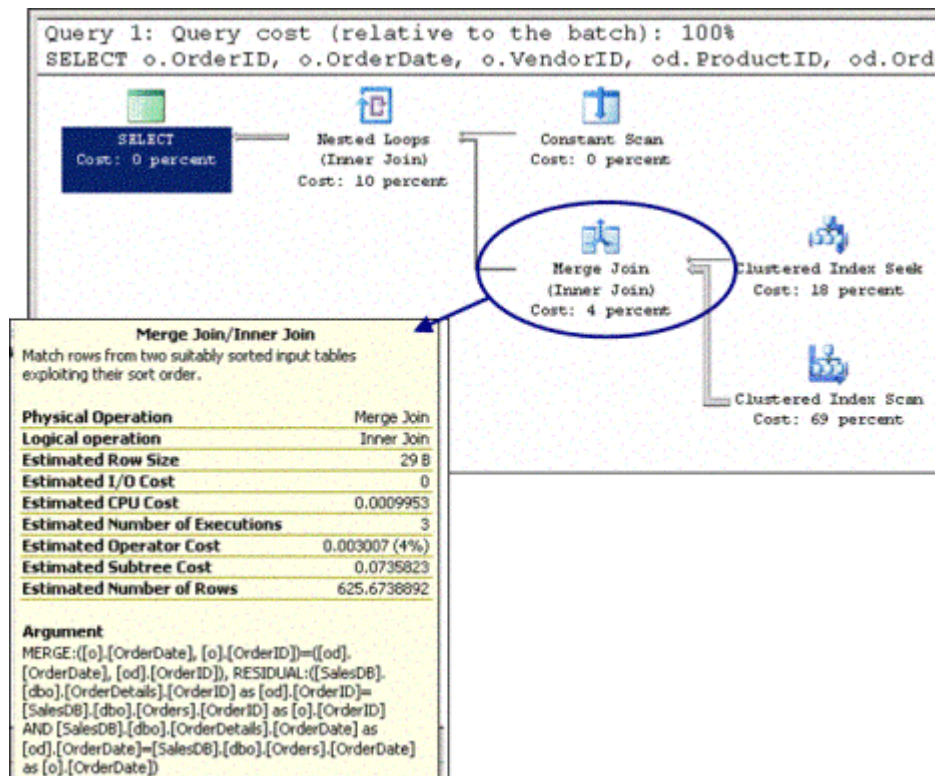 Query 1: Query cost (relative to the batch): 100%
SELECT o.OrderID, o.OrderDate, o.VendorID, od.ProductID, od.Ord
SELECT
Cost: 0 percent
Nested Loops
(Inner Join)
Cost: 10 percent
Constant Scan
Cost: 0 percent
Merge Join
(Inner Join)
Cost: 4 percent
Clustered Index Seek
Cost: 18 percent
Clustered Index Scan
Cost: 69 percent
Merge Join/Inner Join
Match rows from two suitably sorted input tables
exploiting their sort order.
Physical Operation Merge Join
Logical operation Inner Join
Estimated Row Size 29 B
Estimated I/O Cost 0
Estimated CPU Cost 0.0009953
Estimated Number of Executions 3
Estimated Operator Cost 0.003007 (4%)
Estimated Subtree Cost 0.0735823
Estimated Number of Rows 625.6738892
Argument
MERGE:([o].[OrderDate], [o].[OrderID])=([od].
[OrderDate], [od].[OrderID]), RESIDUAL:([SalesDB].
[dbo].[OrderDetails].[OrderID] as [od].[OrderID]=
[SalesDB].[dbo].[Orders].[OrderID] as [o].[OrderID]
AND [SalesDB].[dbo].[OrderDetails].[OrderDate] as
[od].[OrderDate]=[SalesDB].[dbo].[Orders].[OrderDate]
as [o].[OrderDate])